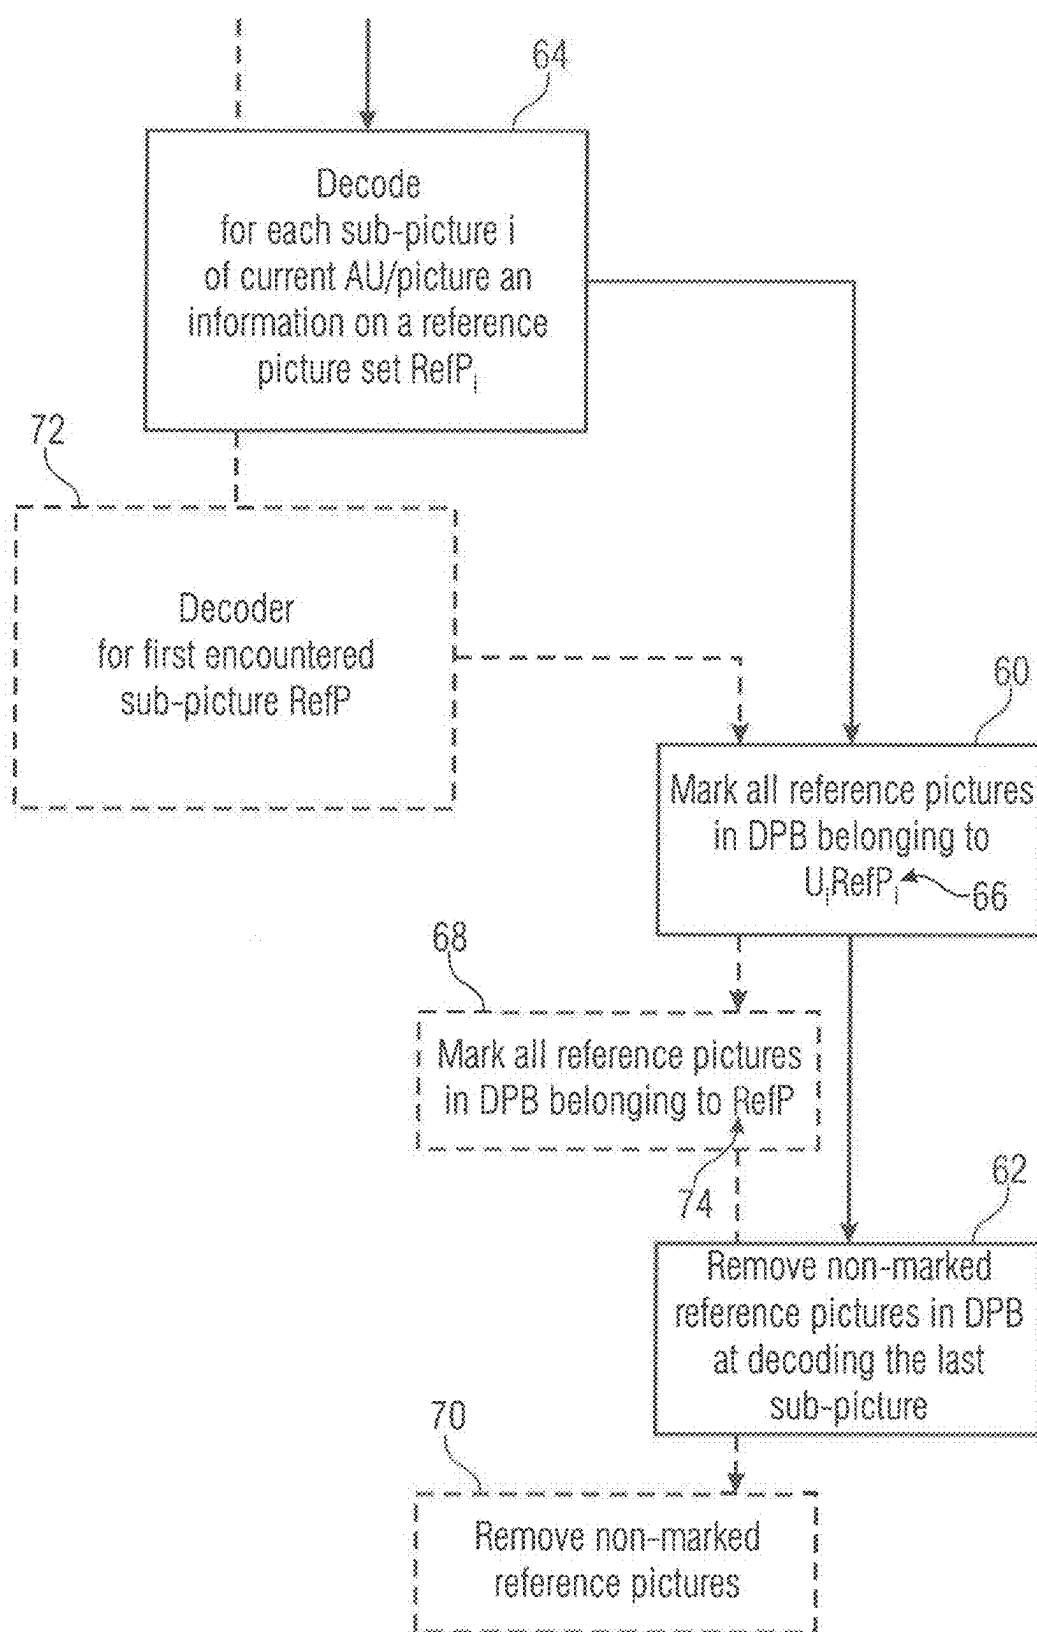 64
Decode
for each sub-picture i
of current AU/picture an
information on a reference
picture set RefPi
72
Decoder
for first encountered
sub-picture RefP
60
Mark all reference pictures
in DPB belonging to
UiRefPi
66
68
Mark all reference pictures
in DPB belonging to RefP
74
62
Remove non-marked
reference pictures in DPB
at decoding the last
sub-picture
70
Remove non-marked
reference pictures